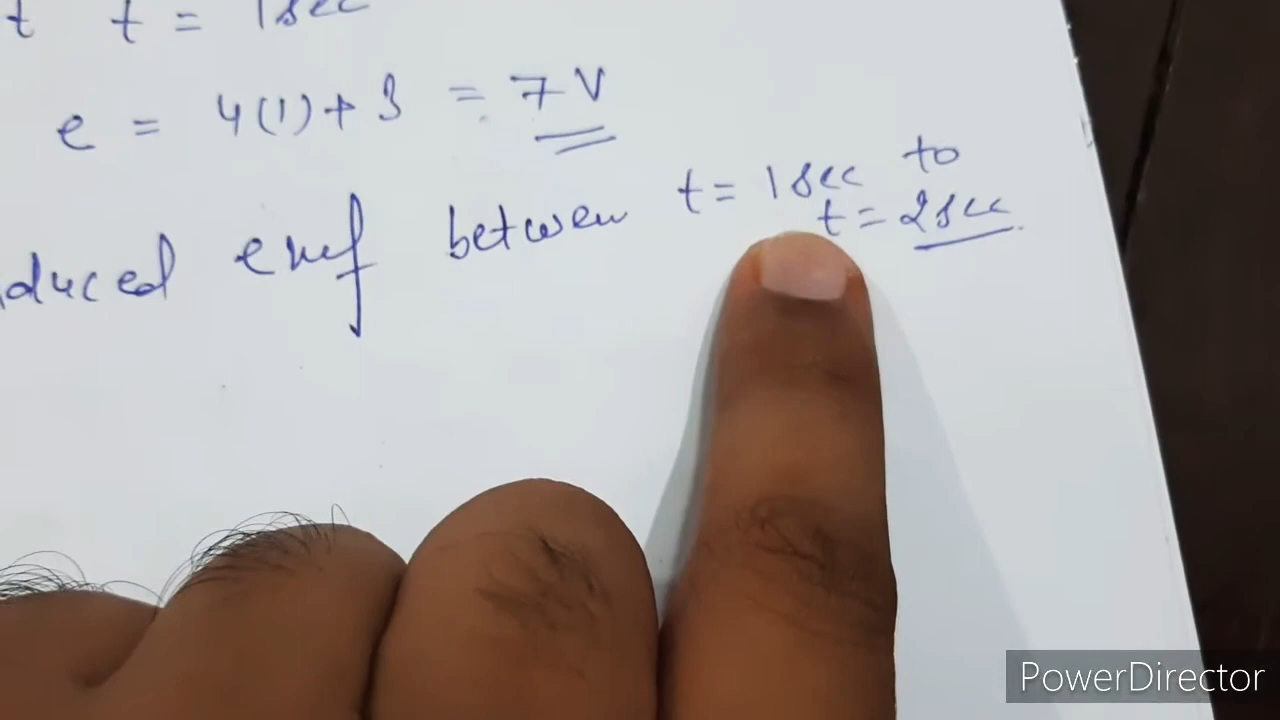 t t = 1sec
e = 4(1)+3 = 7V
duced emf between t= 1sec to
t= 2sec
PowerDirector